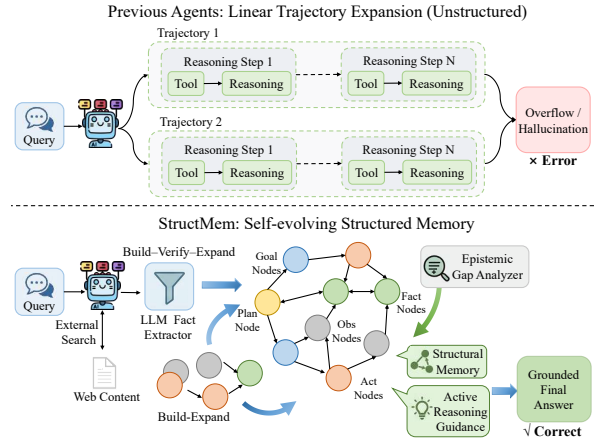 Previous Agents: Linear Trajectory Expansion (Unstructured)
Trajectory 1
Reasoning Step 1
Tool
Reasoning
Reasoning Step N
Tool
Reasoning
Query
AI
Trajectory 2
Reasoning Step 1
Tool
Reasoning
Reasoning Step N
Tool
Reasoning
Overflow /
Hallucination
× Error
StructMem: Self-evolving Structured Memory
Build–Verify–Expand
Query
AI
External
Search
Web Content
LLM Fact
Extractor
Build-Expand
Goal
Nodes
Plan
Node
Obs
Nodes
Fact
Nodes
Act
Nodes
Epistemic
Gap Analyzer
Structural
Memory
Active
Reasoning
Guidance
Grounded
Final
Answer
√ Correct